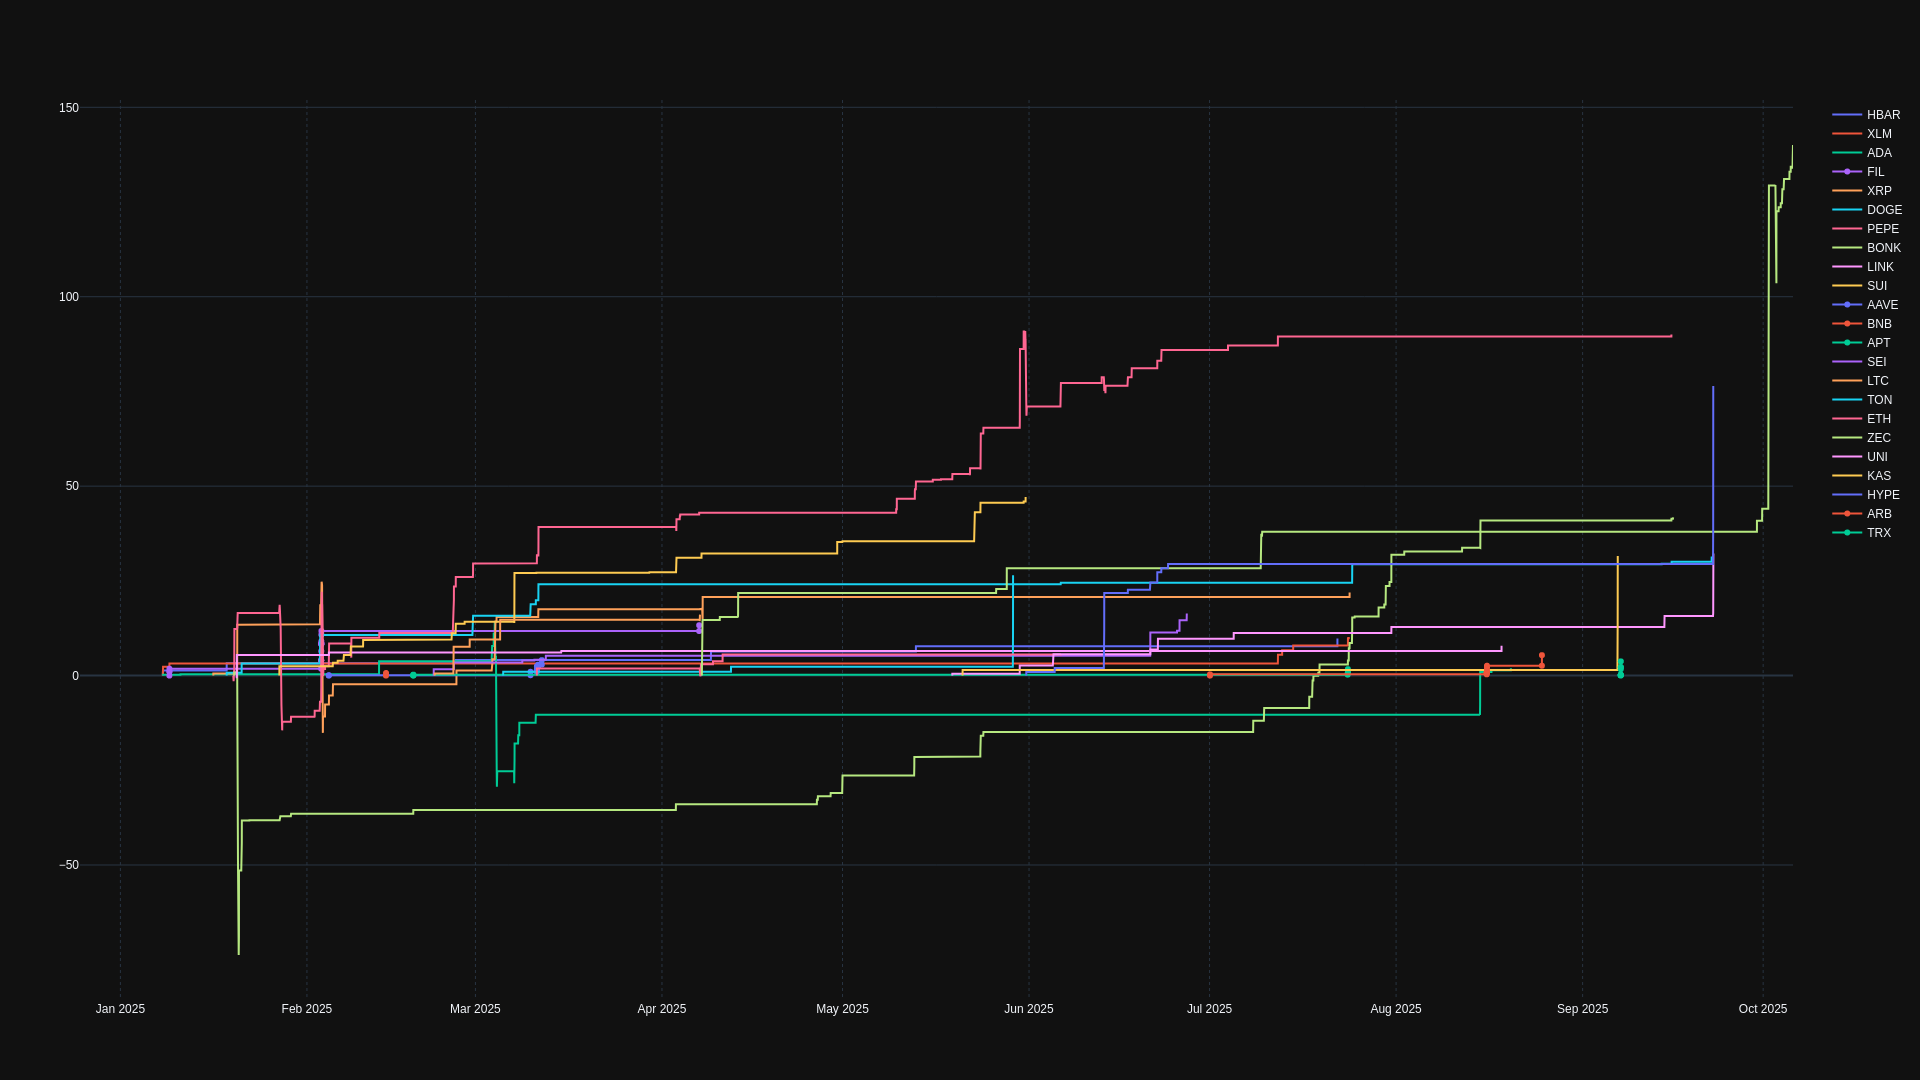 150
100
50
0
−50
Jan 2025
Feb 2025
Mar 2025
Apr 2025
May 2025
Jun 2025
Jul 2025
Aug 2025
Sep 2025
Oct 2025
HBAR
XLM
ADA
FIL
XRP
DOGE
PEPE
BONK
LINK
SUI
AAVE
BNB
APT
SEI
LTC
TON
ETH
ZEC
UNI
KAS
HYPE
ARB
TRX